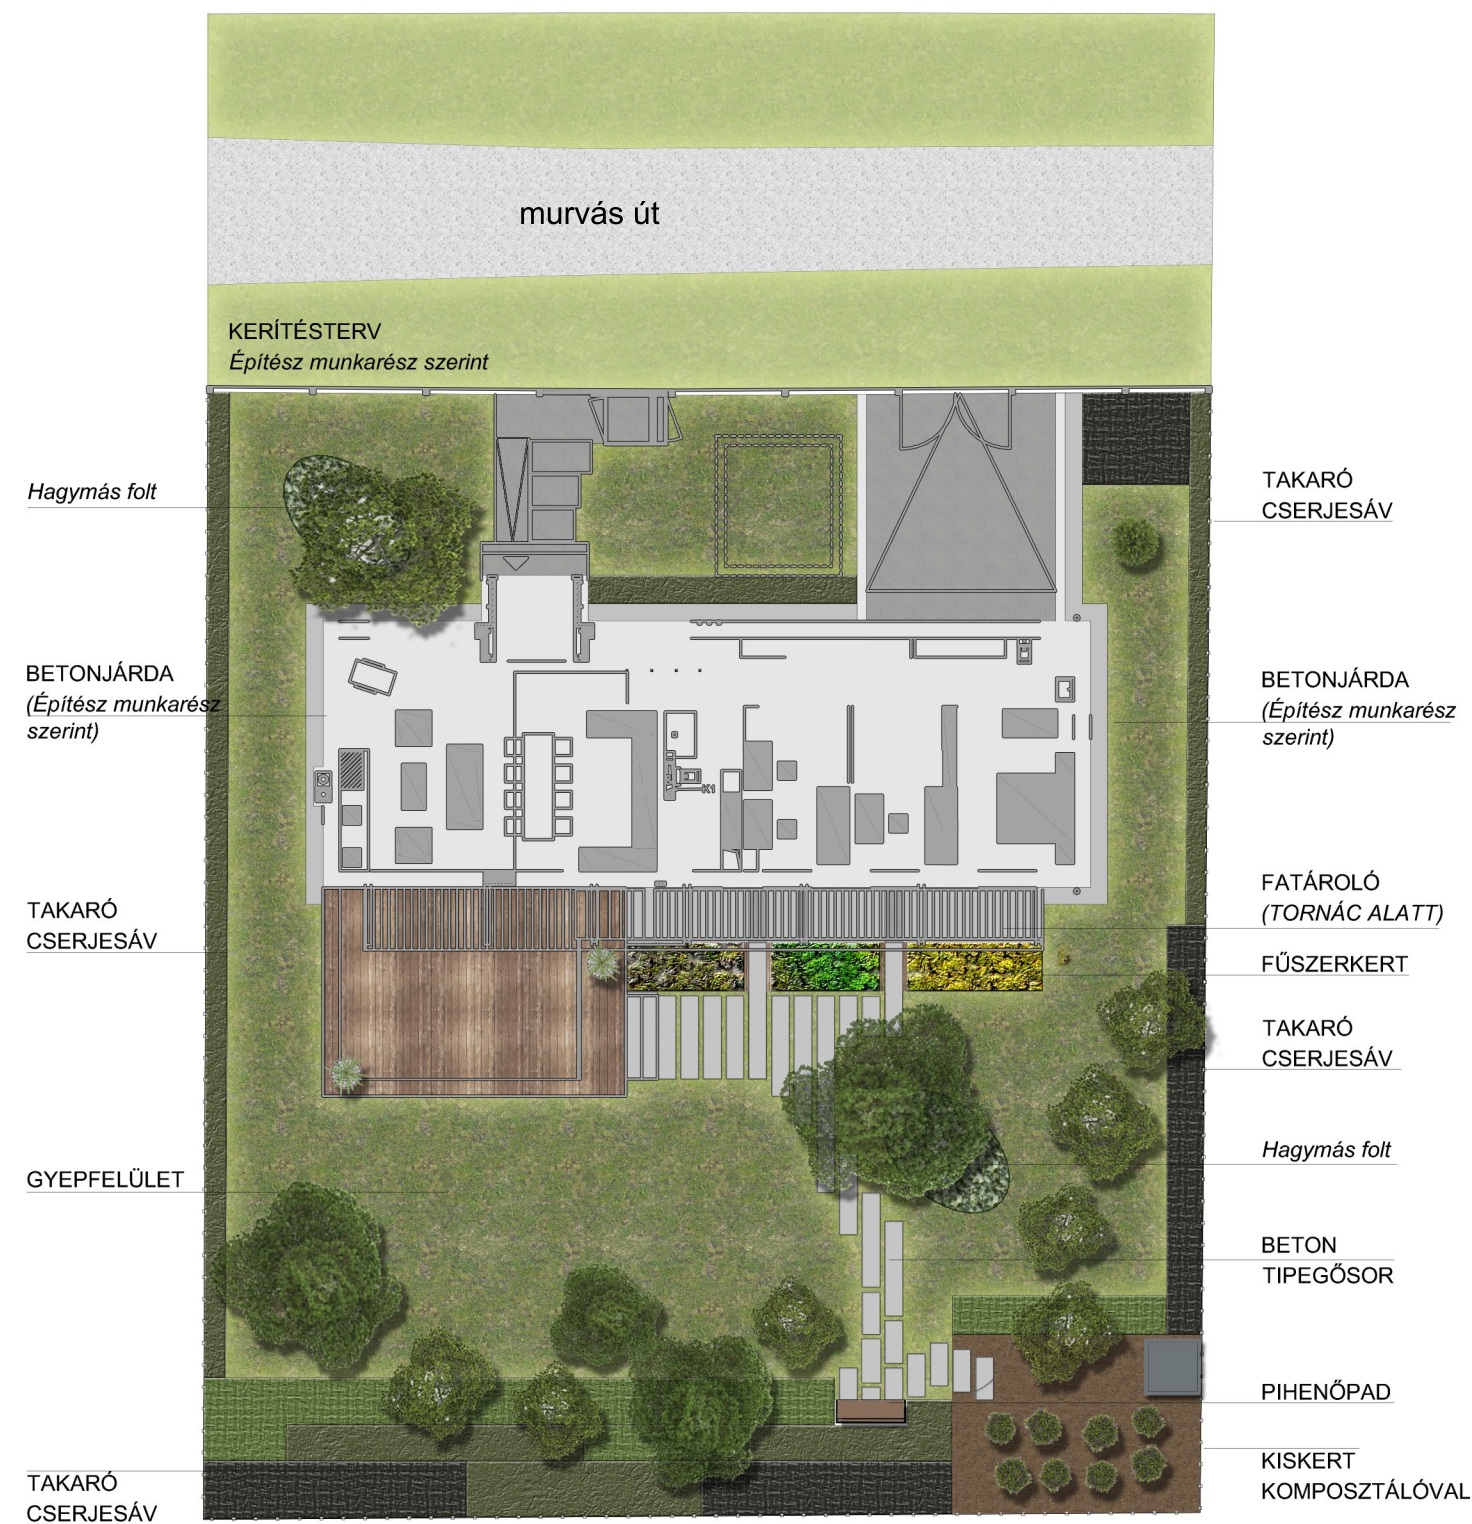 murvás út
KERÍTÉSTERV
Építész munkarész szerint
Hagymás folt
BETONJÁRDA
(Építész munkarész
szerint)
TAKARÓ
CSERJESÁV
GYEPFELÜLET
TAKARÓ
CSERJESÁV
K1
TAKARÓ
CSERJESÁV
BETONJÁRDA
(Építész munkarész
szerint)
FATÁROLÓ
(TORNÁC ALATT)
FŰSZERKERT
TAKARÓ
CSERJESÁV
Hagymás folt
BETON
TIPEGŐSOR
PIHENŐPAD
KISKERT
KOMPOSZTÁLÓVAL